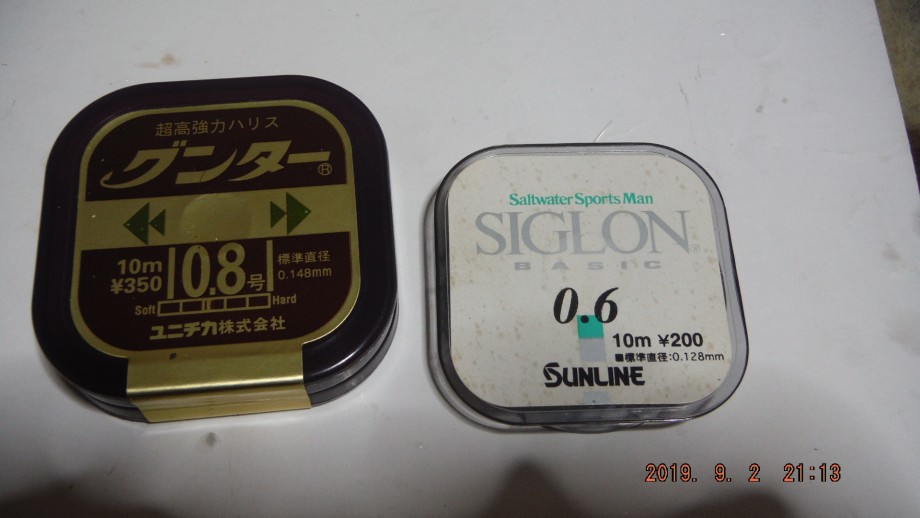 超高強力ハリス
グンター®
10m
¥350
0.8号
標準直径
0.148mm
Soft
Hard
ユニチカ株式会社
Saltwater Sports Man
SIGLON
BASIC
0.6
10m ¥200
■標準直径:0.128mm
SUNLINE
2019. 9. 2 21:13